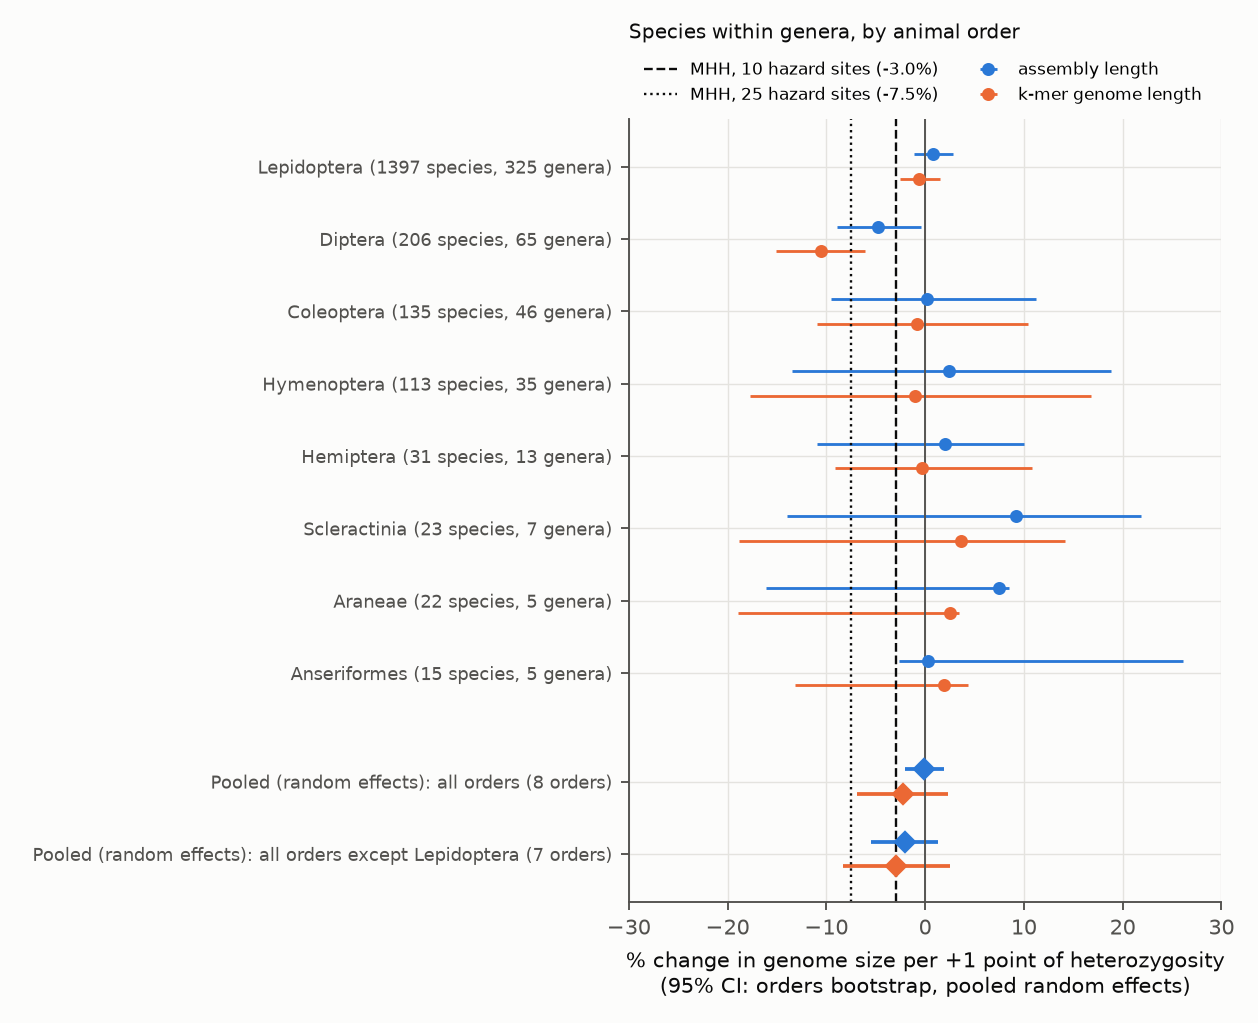 Species within genera, by animal order
MHH, 10 hazard sites (-3.0%)
MHH, 25 hazard sites (-7.5%)
assembly length
k-mer genome length
Lepidoptera (1397 species, 325 genera)
Diptera (206 species, 65 genera)
Coleoptera (135 species, 46 genera)
Hymenoptera (113 species, 35 genera)
Hemiptera (31 species, 13 genera)
Scleractinia (23 species, 7 genera)
Araneae (22 species, 5 genera)
Anseriformes (15 species, 5 genera)
Pooled (random effects): all orders (8 orders)
Pooled (random effects): all orders except Lepidoptera (7 orders)
−30 −20 −10 0 10 20 30
% change in genome size per +1 point of heterozygosity
(95% CI: orders bootstrap, pooled random effects)